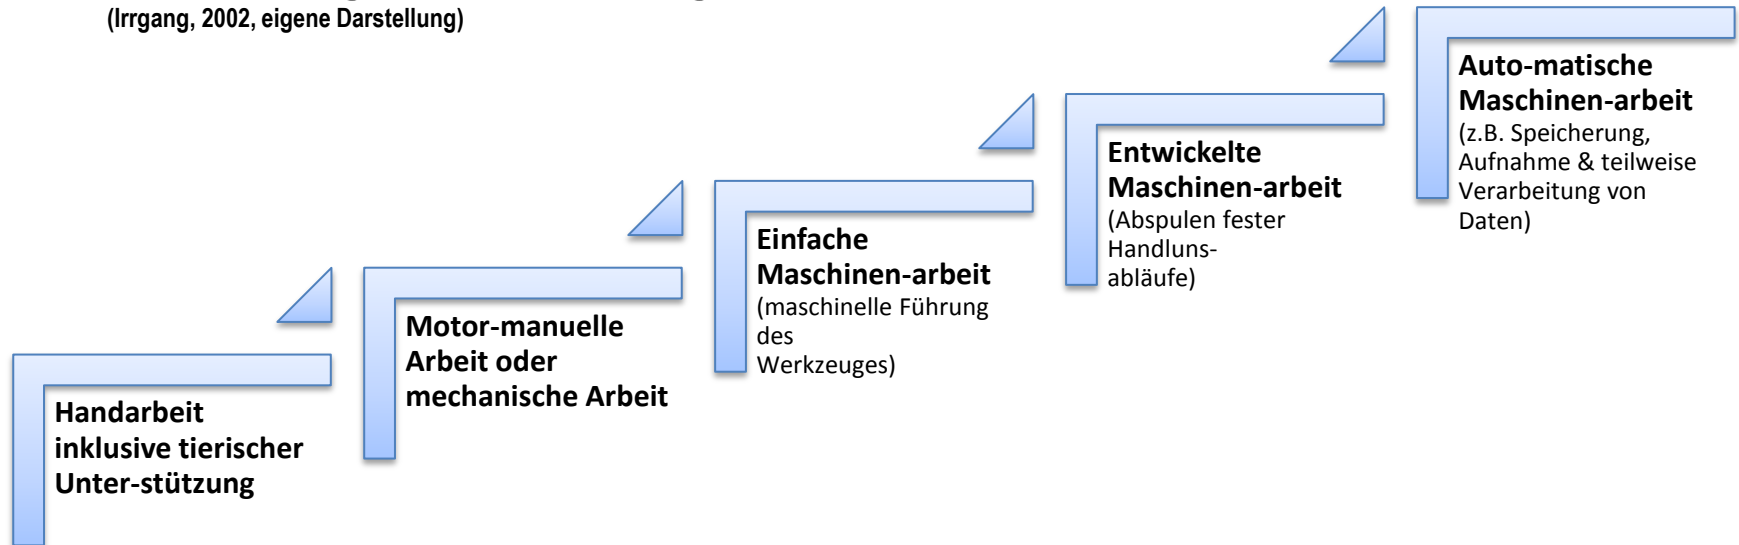 (Irrgang, 2002, eigene Darstellung)
Handarbeit
inklusive tierischer
Unter-stützung
Motor-manuelle
Arbeit oder
mechanische Arbeit
Einfache
Maschinen-arbeit
(maschinelle Führung
des
Werkzeuges)
Entwickelte
Maschinen-arbeit
(Abspulen fester
Handluns-
abläufe)
Auto-matische
Maschinen-arbeit
(z.B. Speicherung,
Aufnahme & teilweise
Verarbeitung von
Daten)